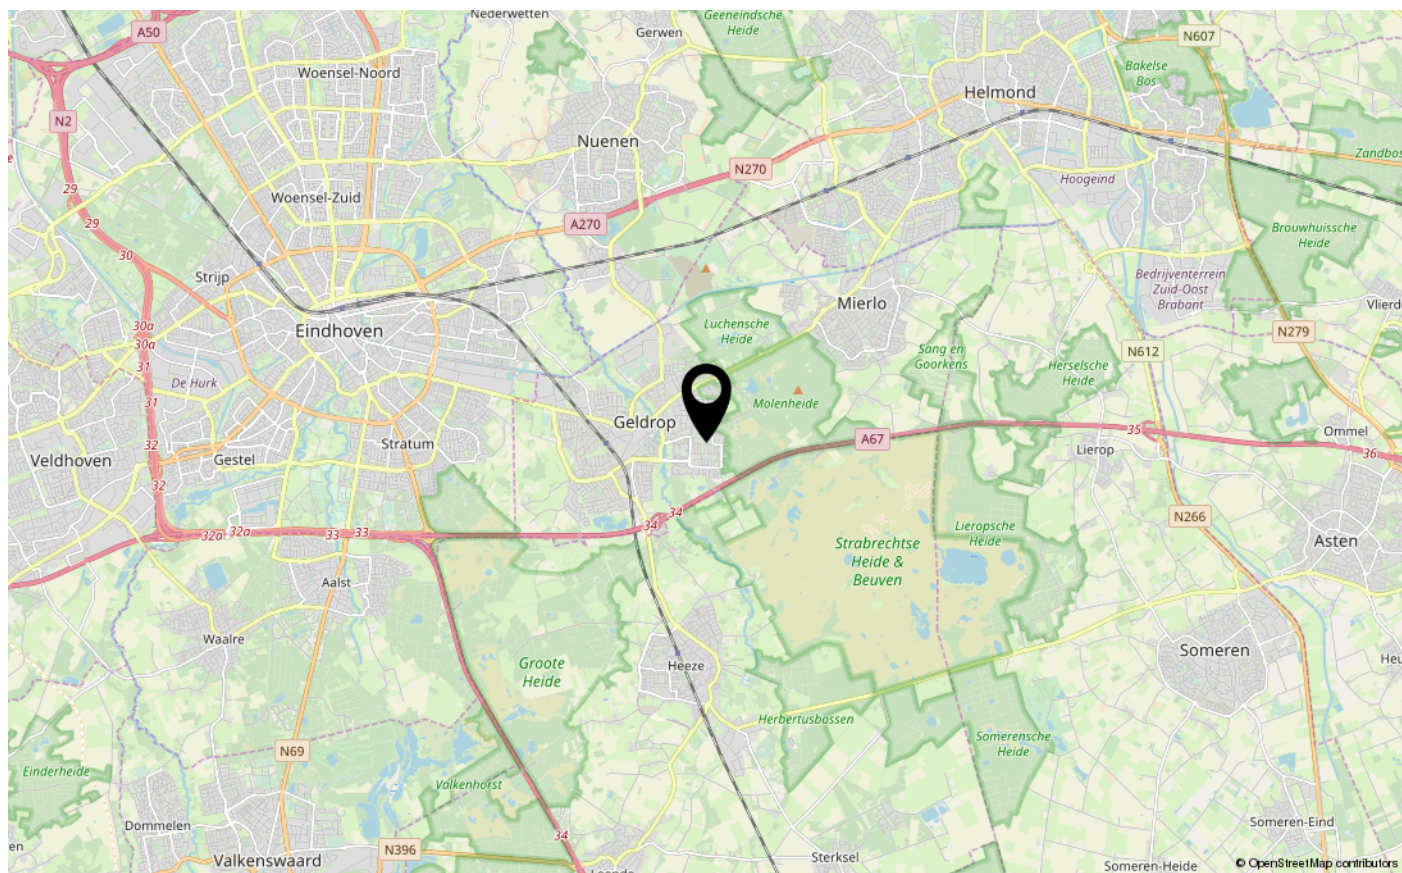 Nederwetten
Geeneindsche
Heide
A50
Gerwen
N607
Woensel-Noord
Bakelse
Bos
Helmond
N2
Nuenen
Zandbos
N270
29
Hoogeind
Woensel-Zuid
29
A270
Brouwhuissche
Heide
30
Strijp
Bedrijventerrein
Zuid-Oost
Brabant
Mierlo
Vlierde
30a
Eindhoven
Luchensche
Heide
N279
30a
Sang en
Goorkens
N612
31
Herselsche
Heide
De Hurk
31
Molenheide
Geldrop
35
Ommel
32
Stratum
A67
Lierop
36
Veldhoven
Gestel
32
34
N266
34
Lieropsche
Heide
32a
32a
33
33
Strabrechtse
Heide &
Beuven
Asten
Aalst
Waalre
Groote
Heide
Heeze
Someren
Heu
Herbertusbossen
Somerensche
Heide
N69
Einderheide
Valkenhorst
Dommelen
34
Someren-Eind
en
N396
Valkenswaard
Sterksel
Someren-Heide
© OpenStreetMap contributors